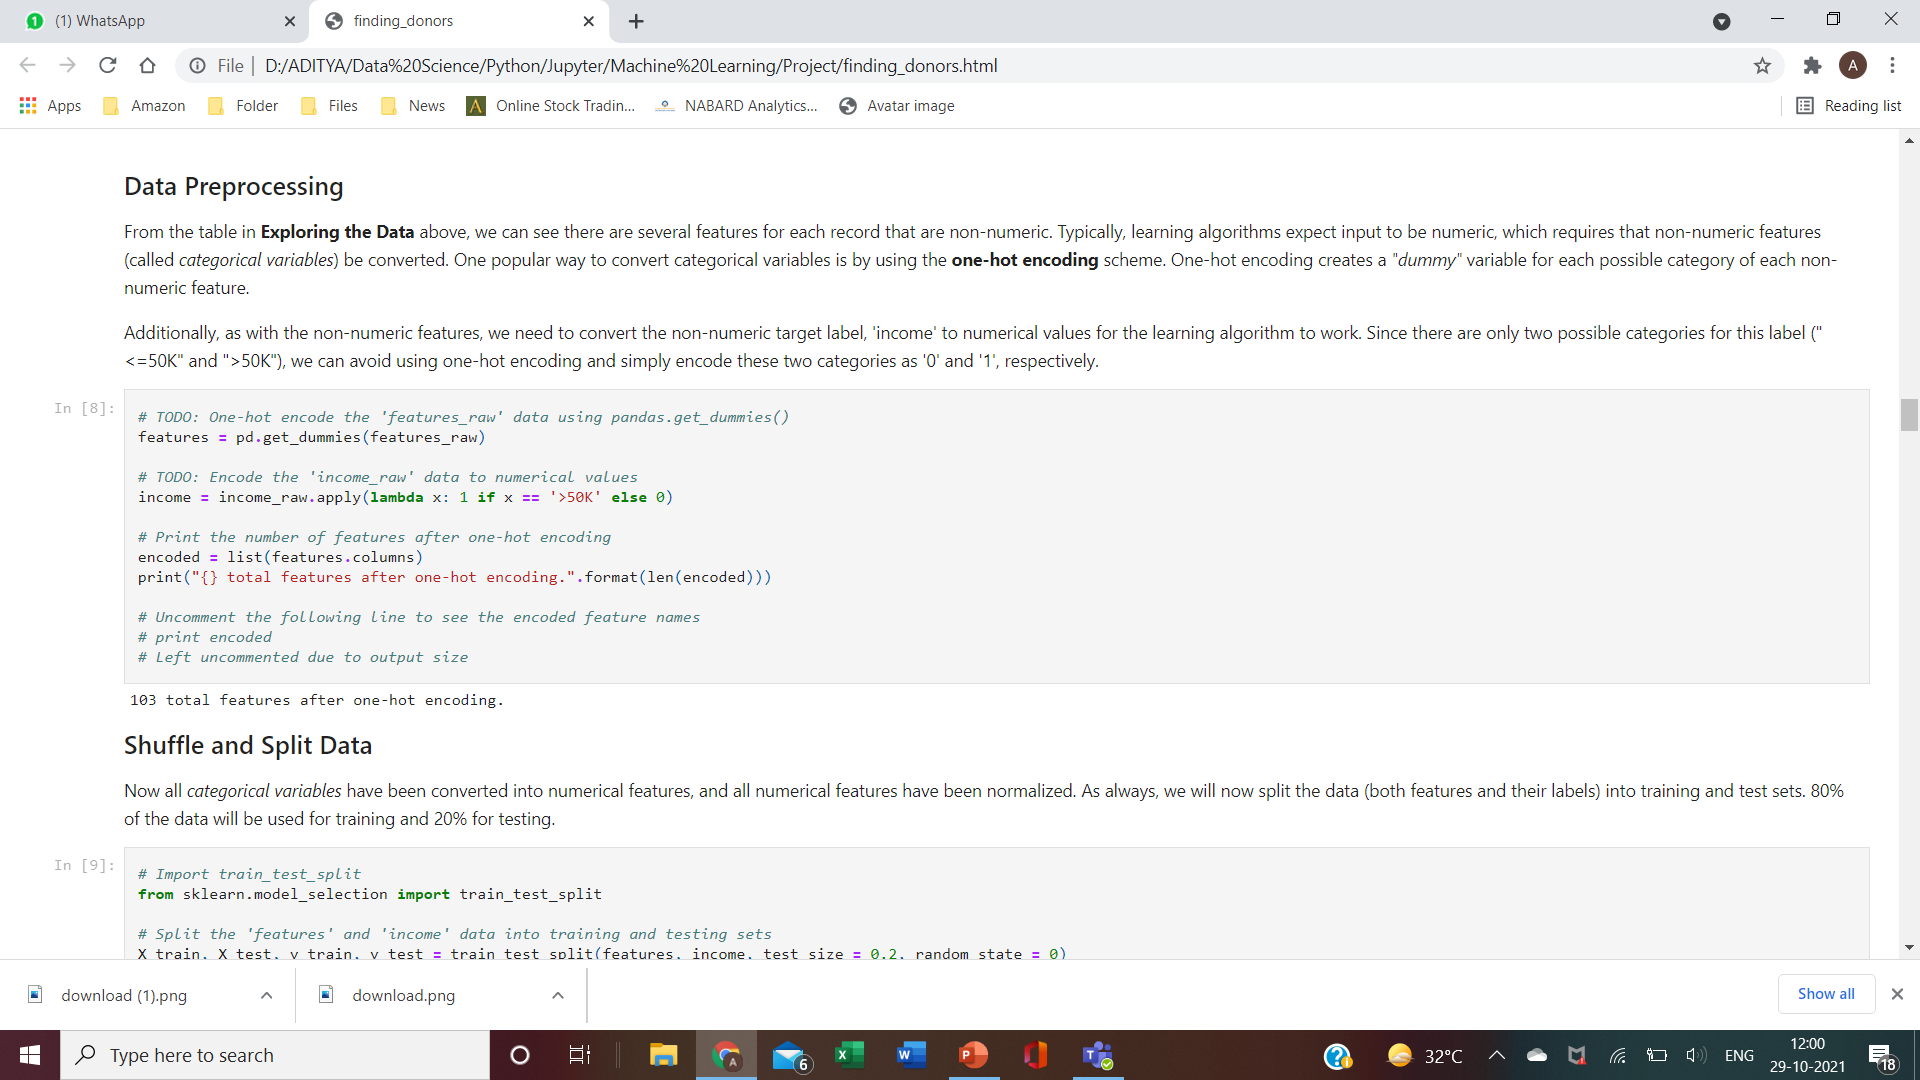 1 (1) WhatsApp
finding_donors
File D:/ADITYA/Data%20Science/Python/Jupyter/Machine%20Learning/Project/finding_donors.html
A
Apps Amazon Folder Files News Online Stock Tradin... NABARD Analytics... Avatar image Reading list
Data Preprocessing
From the table in Exploring the Data above, we can see there are several features for each record that are non-numeric. Typically, learning algorithms expect input to be numeric, which requires that non-numeric features
(called categorical variables) be converted. One popular way to convert categorical variables is by using the one-hot encoding scheme. One-hot encoding creates a "dummy" variable for each possible category of each non-
numeric feature.
Additionally, as with the non-numeric features, we need to convert the non-numeric target label, 'income' to numerical values for the learning algorithm to work. Since there are only two possible categories for this label ("
<=50K" and ">50K"), we can avoid using one-hot encoding and simply encode these two categories as '0' and '1', respectively.
In [8]:
# TODO: One-hot encode the 'features_raw' data using pandas.get_dummies()
features = pd.get_dummies(features_raw)
# TODO: Encode the 'income_raw' data to numerical values
income = income_raw.apply(lambda x: 1 if x == '>50K' else 0)
# Print the number of features after one-hot encoding
encoded = list(features.columns)
print("{} total features after one-hot encoding.".format(len(encoded)))
# Uncomment the following line to see the encoded feature names
# print encoded
# Left uncommented due to output size
103 total features after one-hot encoding.
Shuffle and Split Data
Now all categorical variables have been converted into numerical features, and all numerical features have been normalized. As always, we will now split the data (both features and their labels) into training and test sets. 80%
of the data will be used for training and 20% for testing.
In [9]:
# Import train_test_split
from sklearn.model_selection import train_test_split
# Split the 'features' and 'income' data into training and testing sets
X_train, X_test, y_train, y_test = train_test_split(features, income, test_size = 0.2, random_state = 0)
download (1).png
download.png
Show all
Type here to search
A
6
32°C
ENG
12:00
29-10-2021
18